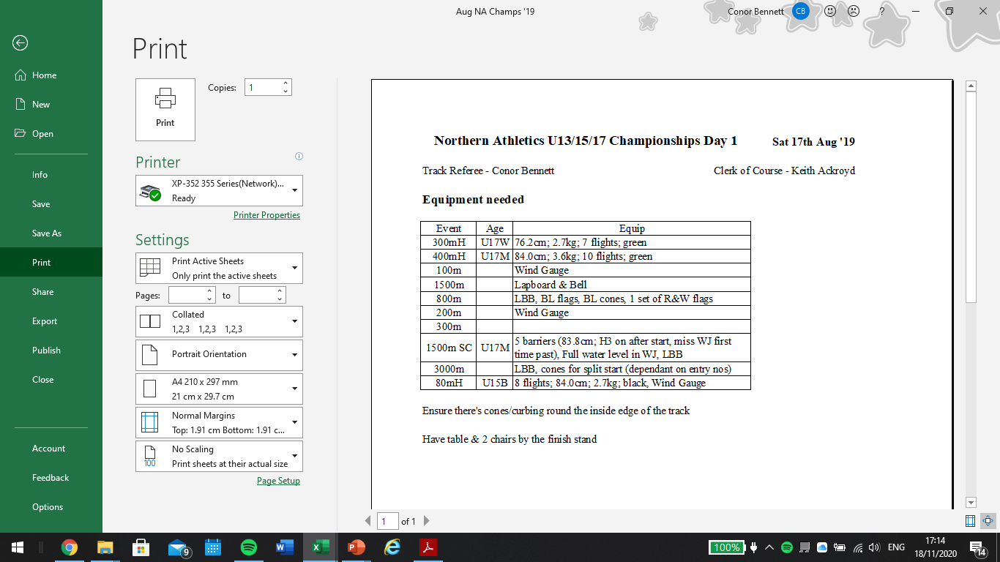 Aug NA Champs '19
Conor Bennett
CB
?
Print
Home
New
Open
Info
Save
Save As
Print
Share
Export
Publish
Close
Account
Feedback
Options
Print
Copies: 1
Printer
XP-352 355 Series(Network)...
Ready
Printer Properties
Settings
Print Active Sheets
Only print the active sheets
Pages: to
Collated
1,2,3 1,2,3 1,2,3
Portrait Orientation
A4 210 x 297 mm
21 cm x 29.7 cm
Normal Margins
Top: 1.91 cm Bottom: 1.91 c...
No Scaling
100
Print sheets at their actual size
Page Setup
Northern Athletics U13/15/17 Championships Day 1 Sat 17th Aug '19
Track Referee - Conor Bennett Clerk of Course - Keith Ackroyd
Equipment needed
Event Age Equip
300mH U17W 76.2cm; 2.7kg; 7 flights; green
400mH U17M 84.0cm; 3.6kg; 10 flights; green
100m Wind Gauge
1500m Lapboard & Bell
800m LBB, BL flags, BL cones, 1 set of R&W flags
200m Wind Gauge
300m
1500m SC U17M 5 barriers (83.8cm; H3 on after start, miss WJ first
time past), Full water level in WJ, LBB
3000m LBB, cones for split start (dependant on entry nos)
80mH U15B 8 flights; 84.0cm; 2.7kg; black, Wind Gauge
Ensure there's cones/curbing round the inside edge of the track
Have table & 2 chairs by the finish stand
1 of 1
9
100%
ENG
17:14
18/11/2020
14